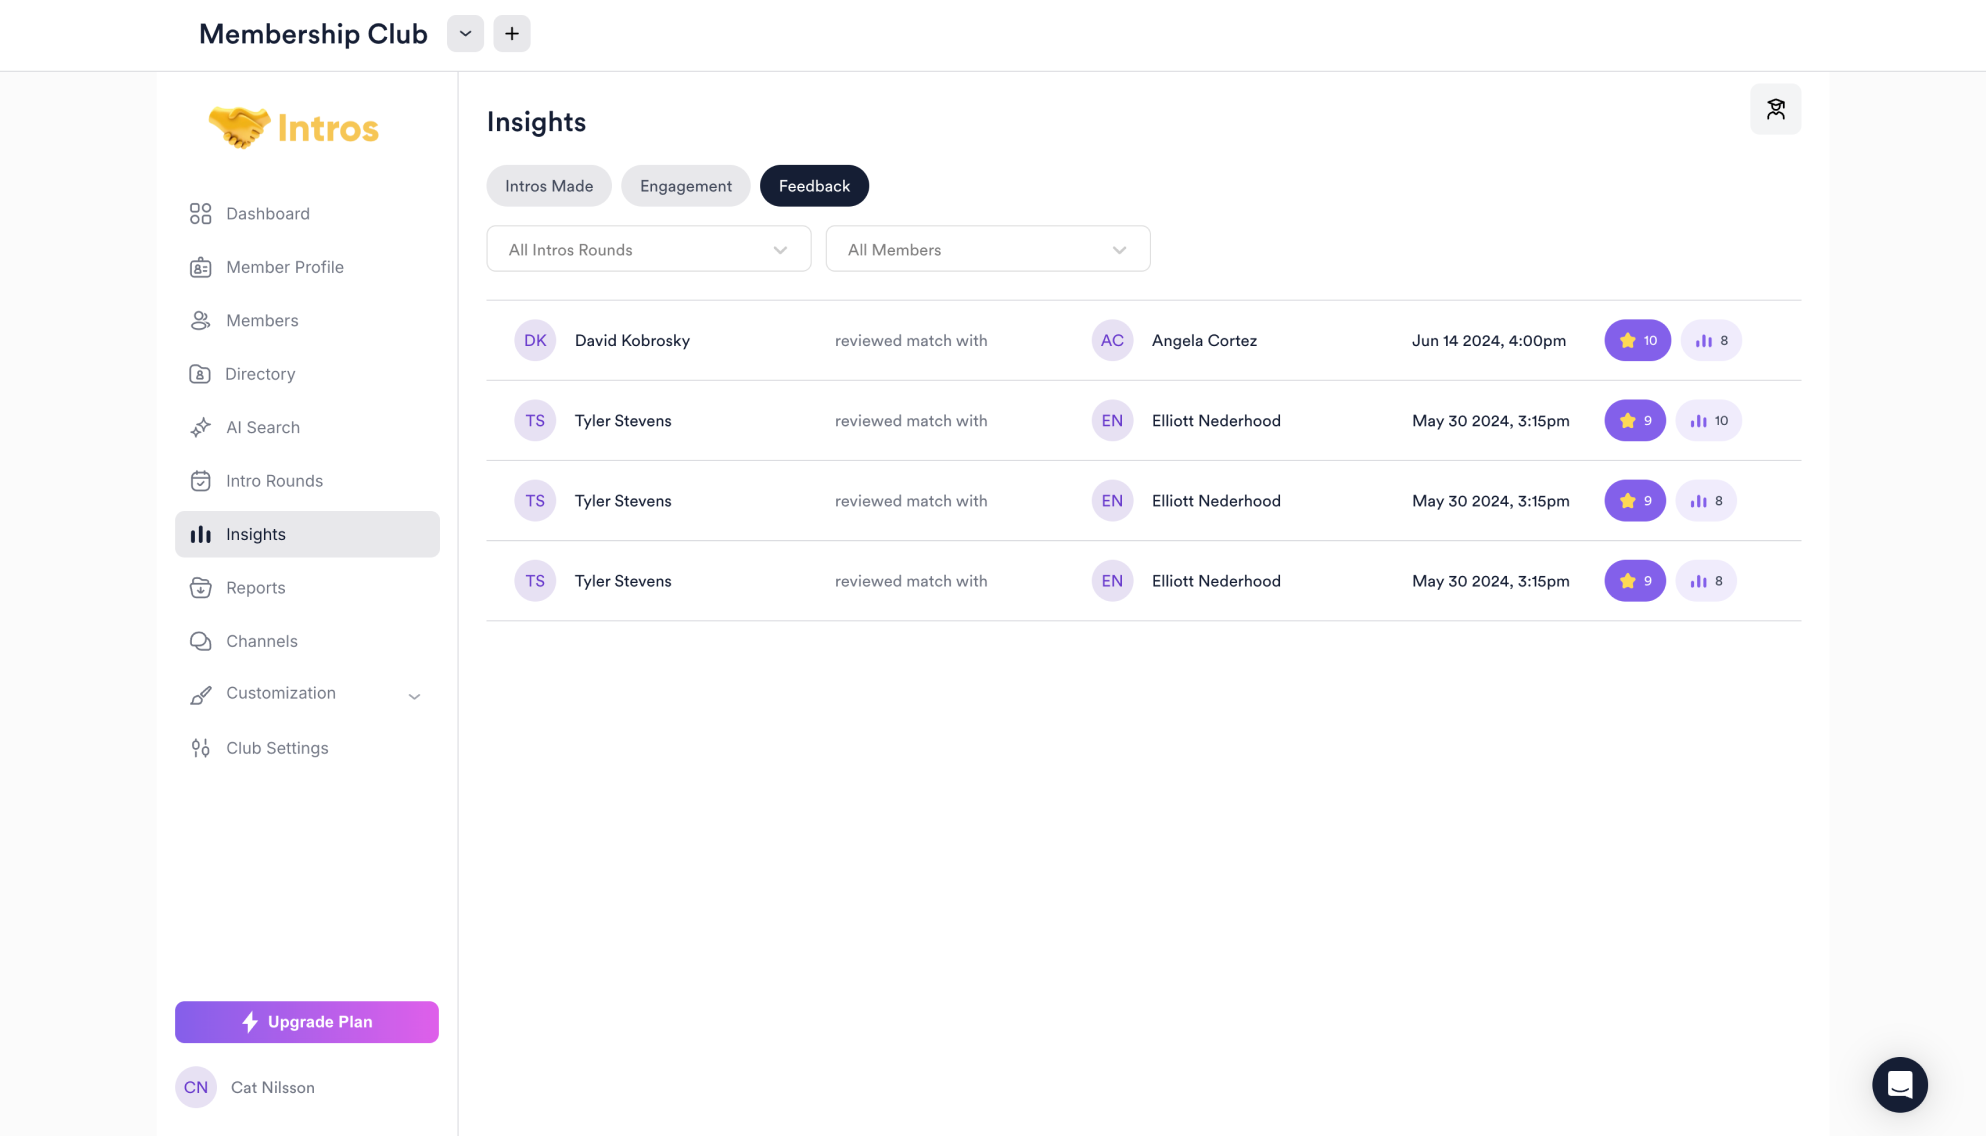 Membership Club
Intros
Dashboard
Member Profile
Members
Directory
AI Search
Intro Rounds
Insights
Reports
Channels
Customization
Club Settings
Upgrade Plan
CN Cat Nilsson
Insights
Intros Made Engagement Feedback
All Intros Rounds All Members
DK David Kobrosky reviewed match with AC Angela Cortez Jun 14 2024, 4:00pm 10 8
TS Tyler Stevens reviewed match with EN Elliott Nederhood May 30 2024, 3:15pm 9 10
TS Tyler Stevens reviewed match with EN Elliott Nederhood May 30 2024, 3:15pm 9 8
TS Tyler Stevens reviewed match with EN Elliott Nederhood May 30 2024, 3:15pm 9 8